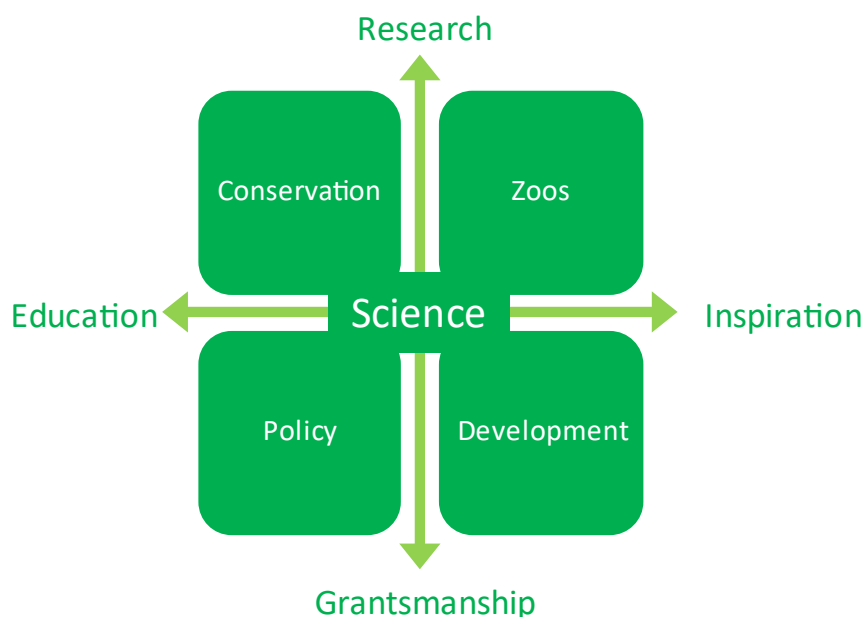 Research
Conservation
Zoos
Education
Science
Inspiration
Policy
Development
Grantsmanship